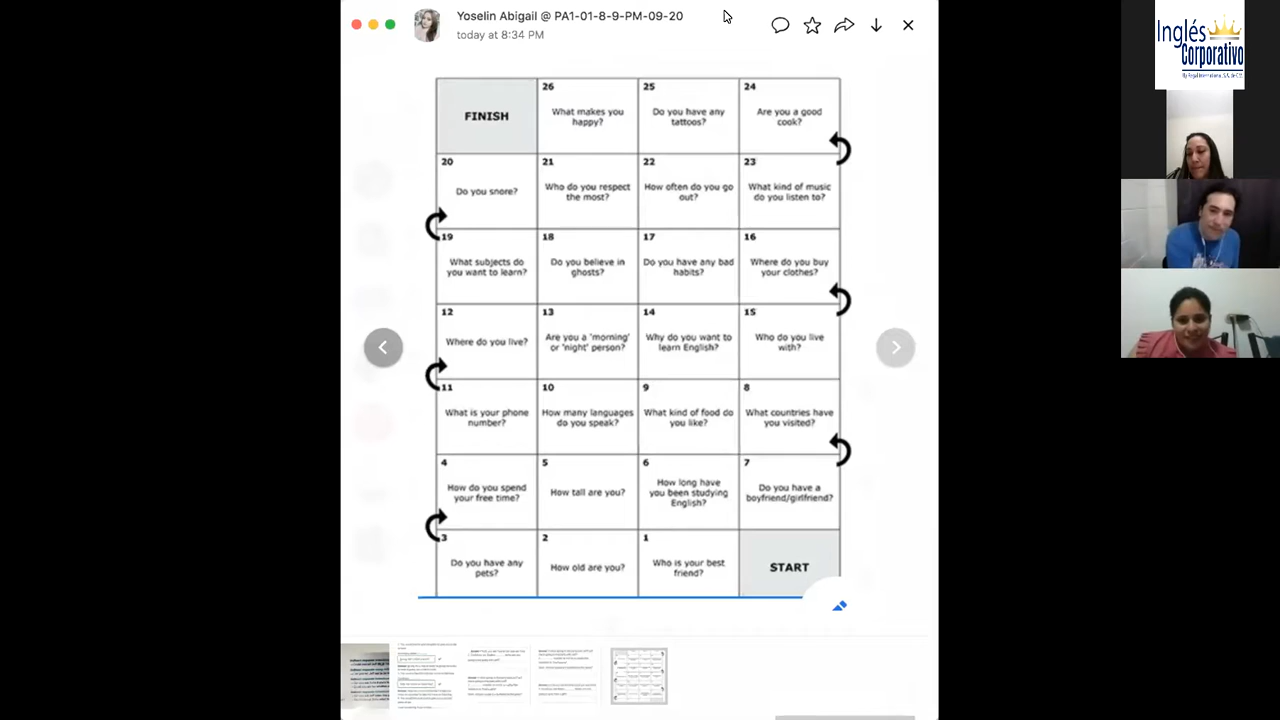 Yoselin Abigail @ PA1-01-8-9-PM-09-20
today at 8:34 PM
Inglés
Corporativo
FINISH
26
What makes you
happy?
25
Do you have any
tattoos?
24
Are you a good
cook?
20
Do you snore?
21
Who do you respect
the most?
22
How often do you go
out?
23
What kind of music
do you listen to?
19
What subjects do
you want to learn?
18
Do you believe in
ghosts?
17
Do you have any bad
habits?
16
Where do you buy
your clothes?
12
Where do you live?
13
Are you a 'morning'
or 'night' person?
14
Why do you want to
learn English?
15
Who do you live
with?
11
What is your phone
number?
10
How many languages
do you speak?
9
What kind of food do
you like?
8
What countries have
you visited?
4
How do you spend
your free time?
5
How tall are you?
6
How long have
you been studying
English?
7
Do you have a
boyfriend/girlfriend?
3
Do you have any
pets?
2
How old are you?
1
Who is your best
friend?
START